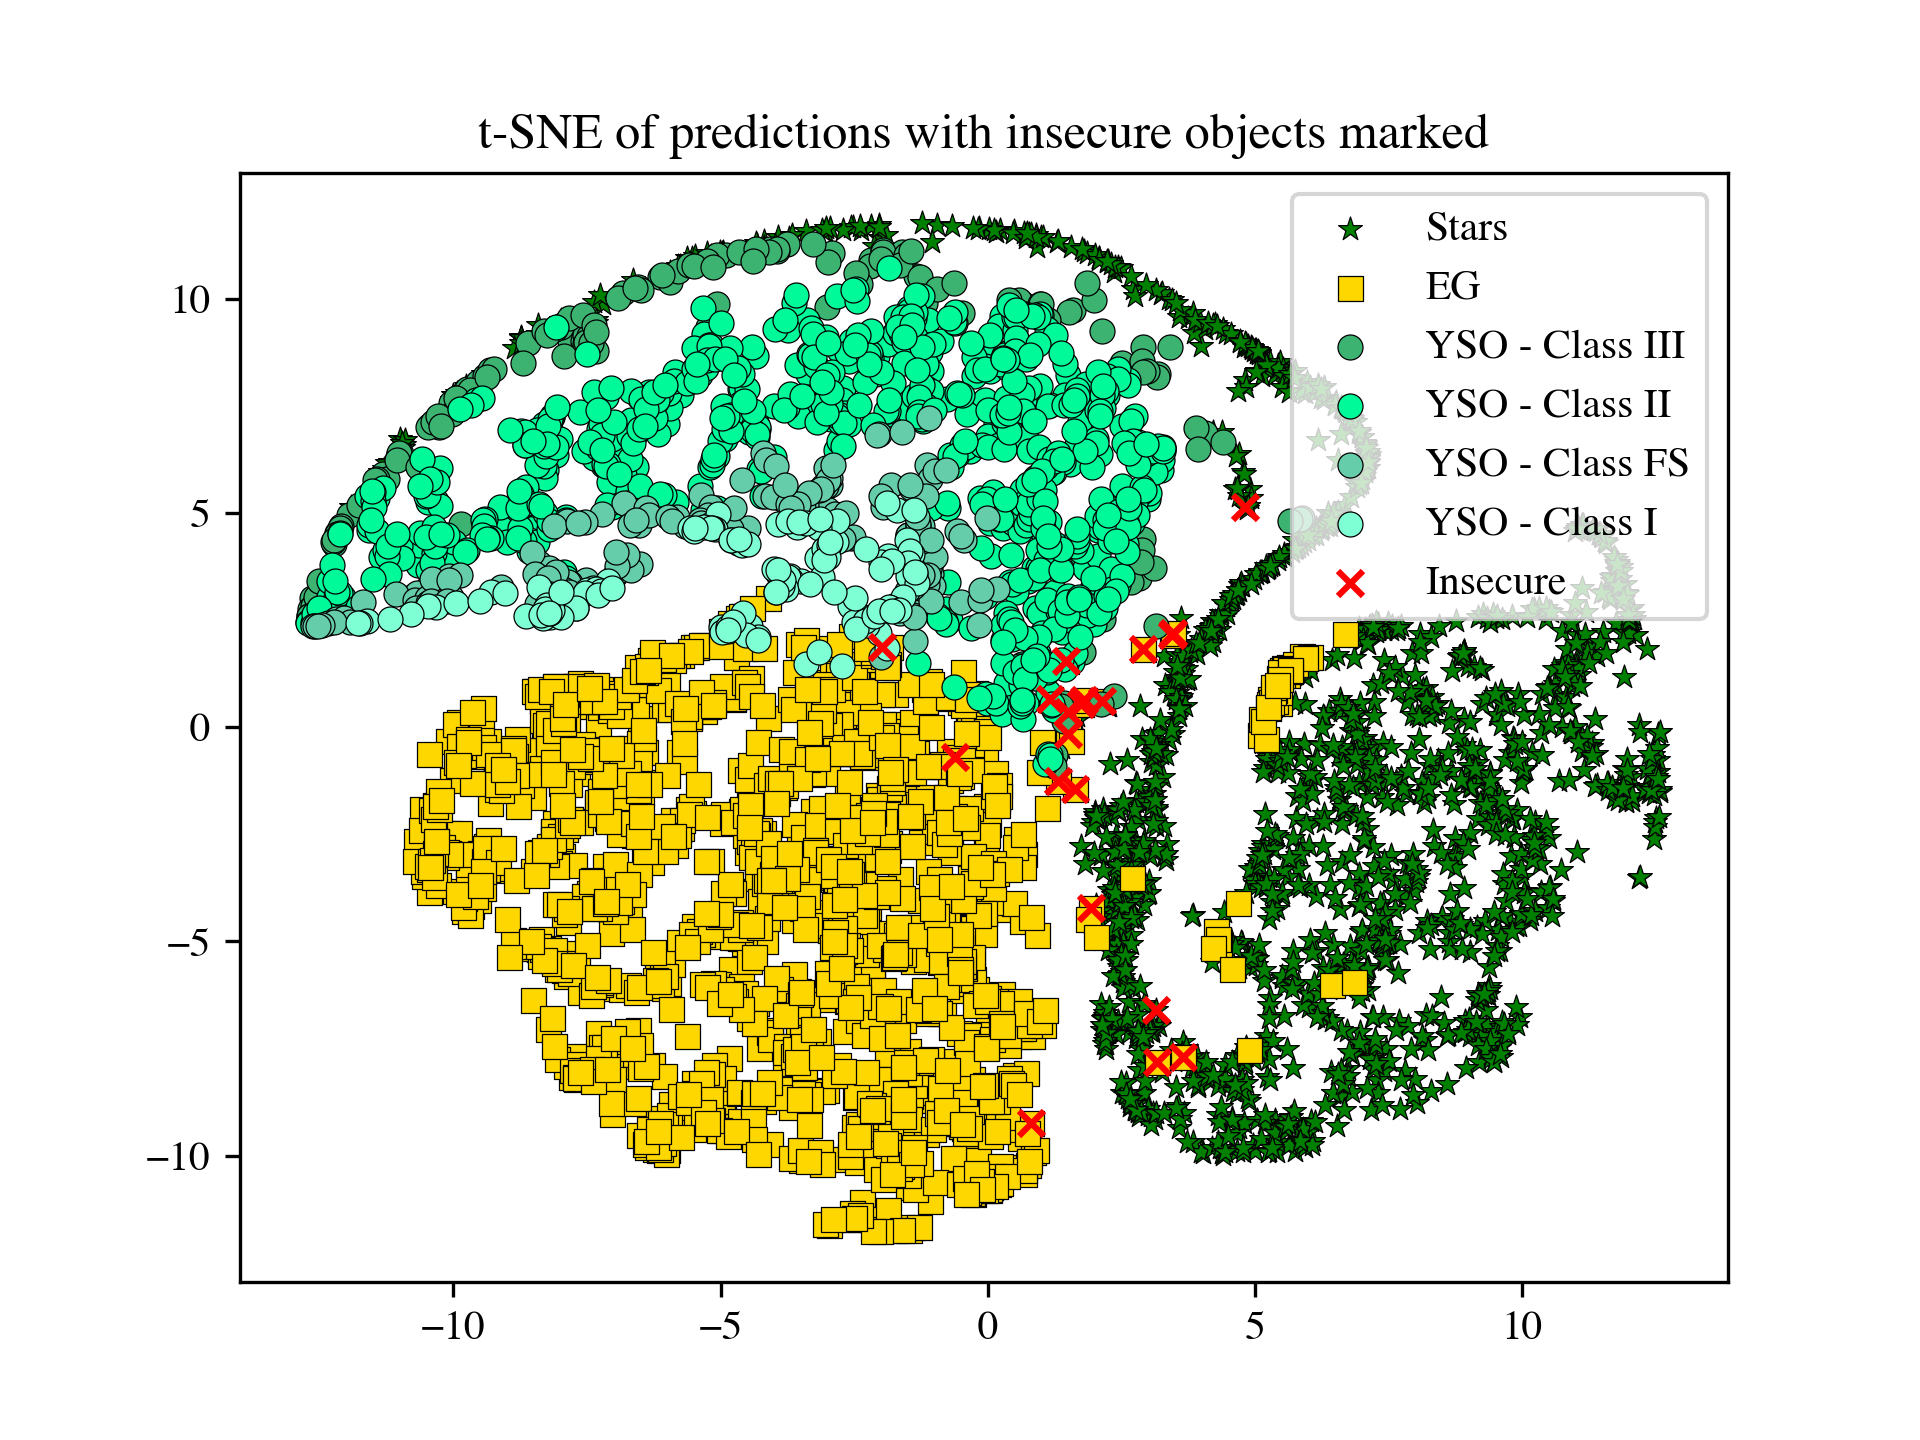 t-SNE of predictions with insecure objects marked
Stars
EG
YSO - Class III
YSO - Class II
YSO - Class FS
YSO - Class I
Insecure
10
5
0
−5
−10
−10
−5
0
5
10